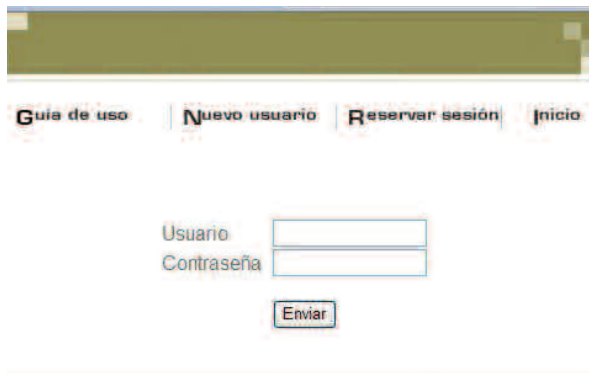 Guia de uso Nuevo usuario Reservar sesión Inicio
Usuario
Contraseña
Enviar